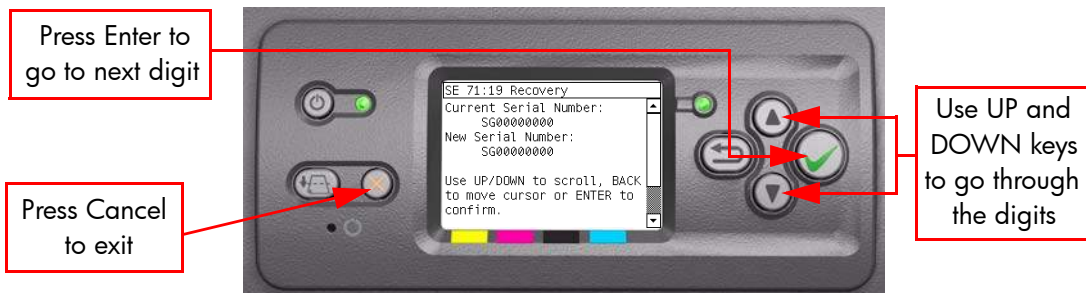 Press Enter to
go to next digit
Press Cancel
to exit
SE 71:19 Recovery
Current Serial Number:
SG00000000
New Serial Number:
SG00000000
Use UP/DOWN to scroll, BACK
to move cursor or ENTER to
confirm.
Use UP and
DOWN keys
to go through
the digits